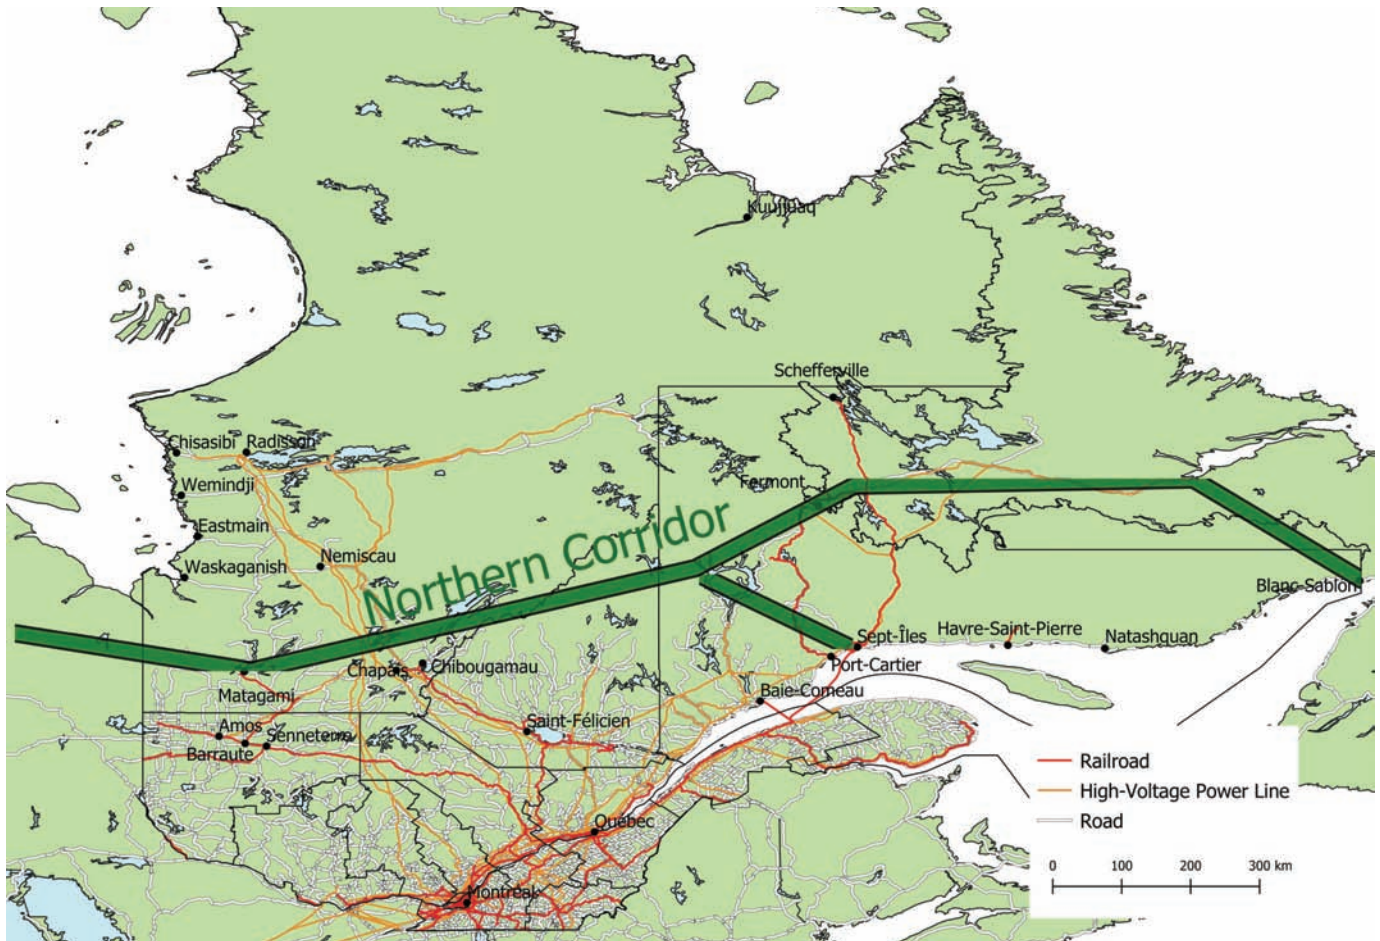 Kuujjuaq
Schefferville
Chisasibi
Radisson
Fermont
Wemindji
Eastmain
Northern Corridor
Nemiscau
Waskaganish
Blanc-Sablon
Havre-Saint-Pierre
Sept-Îles
Natashquan
Port-Cartier
Chibougamau
Chapais
Matagami
Baie-Comeau
Saint-Félicien
Amos
Senneterre
Barraute
Railroad
High-Voltage Power Line
Road
Québec
0 100 200 300 km
Montréal